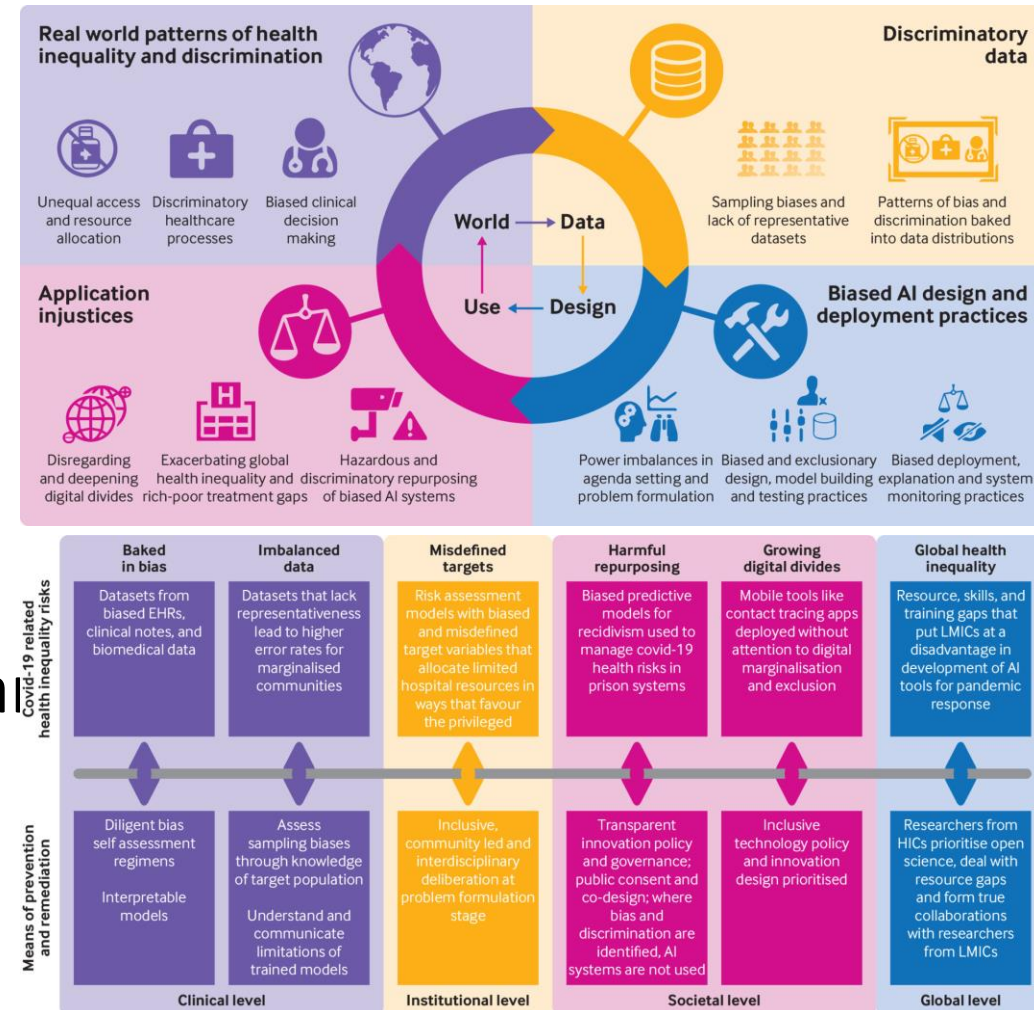 Real world patterns of health
inequality and discrimination
Unequal access
and resource
allocation
Discriminatory
healthcare
processes
Biased clinical
decision
making
Discriminatory
data
Sampling biases and
lack of representative
datasets
Patterns of bias and
discrimination baked
into data distributions
World
Data
Use
Design
Application
injustices
H
Disregarding
and deepening
digital divides
Exacerbating global
health inequality and
rich-poor treatment gaps
Hazardous and
discriminatory repurposing
of biased AI systems
Biased AI design and
deployment practices
Power imbalances in
agenda setting and
problem formulation
Biased and exclusionary
design, model building
and testing practices
Biased deployment,
explanation and system
monitoring practices
Covid-19 related
health inequality risks
Baked
in bias
Datasets from
biased EHRs,
clinical notes, and
biomedical data
Imbalanced
data
Datasets that lack
representativeness
lead to higher
error rates for
marginalised
communities
Misdefined
targets
Risk assessment
models with biased
and misdefined
target variables that
allocate limited
hospital resources in
ways that favour
the privileged
Harmful
repurposing
Biased predictive
models for
recidivism used to
manage covid-19
health risks in
prison systems
Growing
digital divides
Mobile tools like
contact tracing apps
deployed without
attention to digital
marginalisation
and exclusion
Global health
inequality
Resource, skills, and
training gaps that
put LMICs at a
disadvantage in
development of AI
tools for pandemic
response
Means of prevention
and remediation
Diligent bias
self assessment
regimens
Interpretable
models
Assess
sampling biases
through knowledge
of target population
Understand and
communicate
limitations of
trained models
Inclusive,
community led and
interdisciplinary
deliberation at
problem formulation
stage
Transparent
innovation policy
and governance;
public consent and
co-design; where
bias and
discrimination are
identified, AI
systems are not used
Inclusive
technology policy
and innovation
design prioritised
Researchers from
HICs prioritise open
science, deal with
resource gaps
and form true
collaborations
with researchers
from LMICs
Clinical level
Institutional level
Societal level
Global level